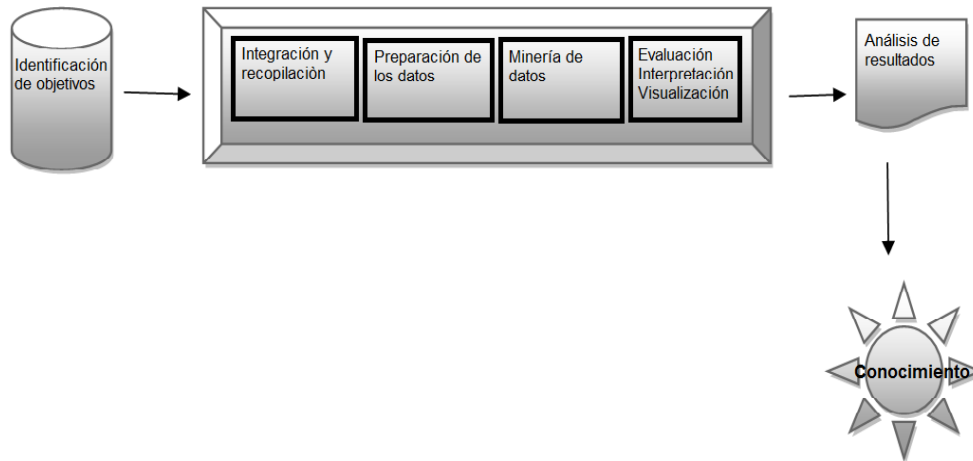 Identificación
de objetivos
Integración y
recopilaciòn
Preparación de
los datos
Minería de
datos
Evaluación
Interpretación
Visualización
Análisis de
resultados
Conocimiento